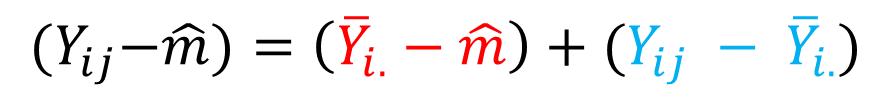 (Y_{ij}−m̂) = (Ȳ_{i.} − m̂) + (Y_{ij} − Ȳ_{i.})